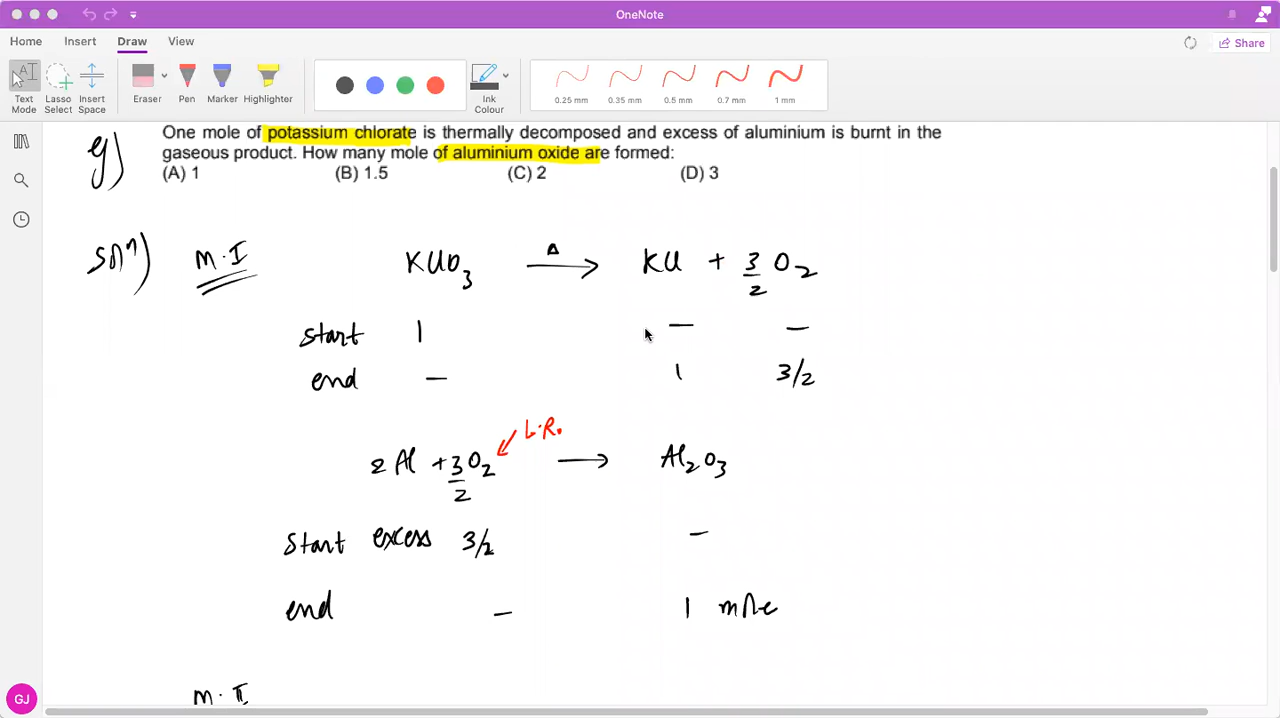 OneNote
Home Insert Draw View
Share
Text Mode Lasso Select Insert Space Eraser Pen Marker Highlighter Ink Colour 0.25 mm 0.35 mm 0.5 mm 0.7 mm 1 mm
eg) One mole of potassium chlorate is thermally decomposed and excess of aluminium is burnt in the
gaseous product. How many mole of aluminium oxide are formed:
(A) 1 (B) 1.5 (C) 2 (D) 3
Solⁿ) M.I KClO3 Δ→ KCl + 3/2 O2
start 1 — —
end — 1 3/2
L.R.
2Al + 3/2 O2 → Al2O3
start excess 3/2 —
end — 1 mole
M.II
GJ